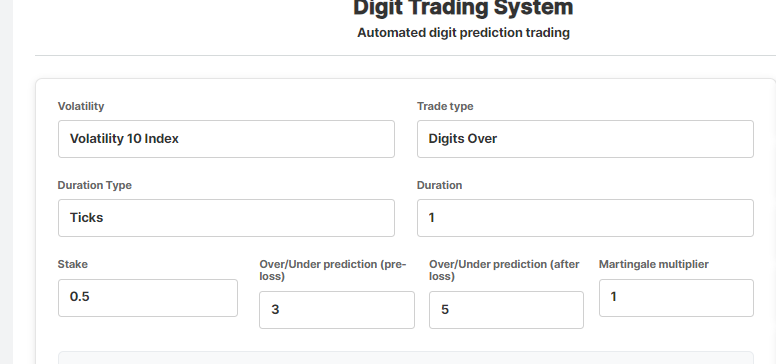 Digit Trading System
Automated digit prediction trading
Volatility
Trade type
Volatility 10 Index
Digits Over
Duration Type
Duration
Ticks
1
Stake
Over/Under prediction (pre-
loss)
Over/Under prediction (after
loss)
Martingale multiplier
0.5
3
5
1